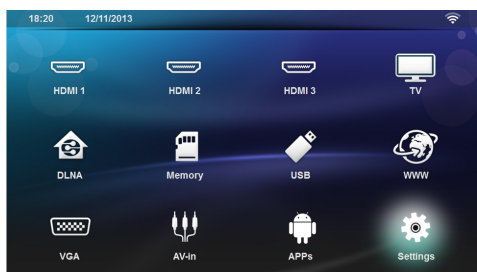 18:20 12/11/2013
HDMI 1 HDMI 2 HDMI 3 TV
DLNA Memory USB WWW
VGA AV-in APPs Settings